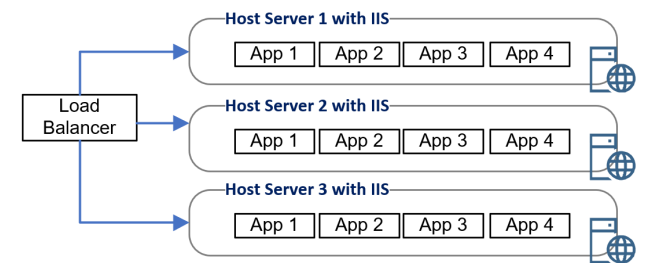 Host Server 1 with IIS
App 1 App 2 App 3 App 4
Load
Balancer
Host Server 2 with IIS
App 1 App 2 App 3 App 4
Host Server 3 with IIS
App 1 App 2 App 3 App 4